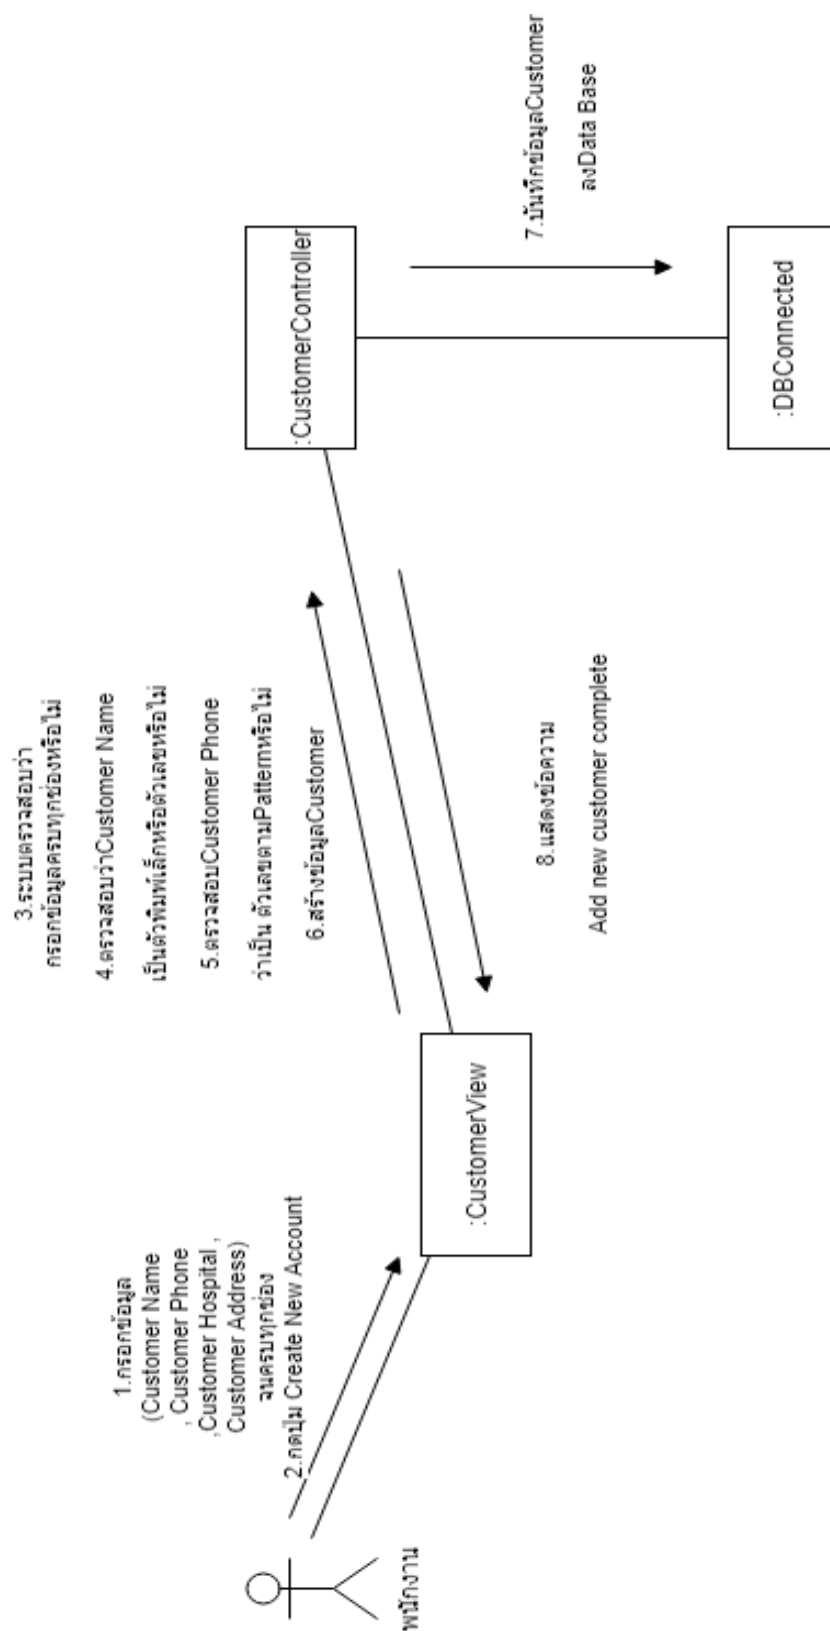 พนักงาน
1.กรอกข้อมูล
(Customer Name
, Customer Phone
,Customer Hospital ,
Customer Address)
จนครบทุกช่อง
2.กดปุ่ม Create New Account
:CustomerView
3.ระบบตรวจสอบว่า
กรอกข้อมูลครบทุกช่องหรือไม่
4.ตรวจสอบว่าCustomer Name
เป็นตัวพิมพ์เล็กหรือตัวเลขหรือไม่
5.ตรวจสอบCustomer Phone
ว่าเป็น ตัวเลขตามPatternหรือไม่
6.สร้างข้อมูลCustomer
8.แสดงข้อความ
Add new customer complete
:CustomerController
7.บันทึกข้อมูลCustomer
ลงData Base
:DBConnected